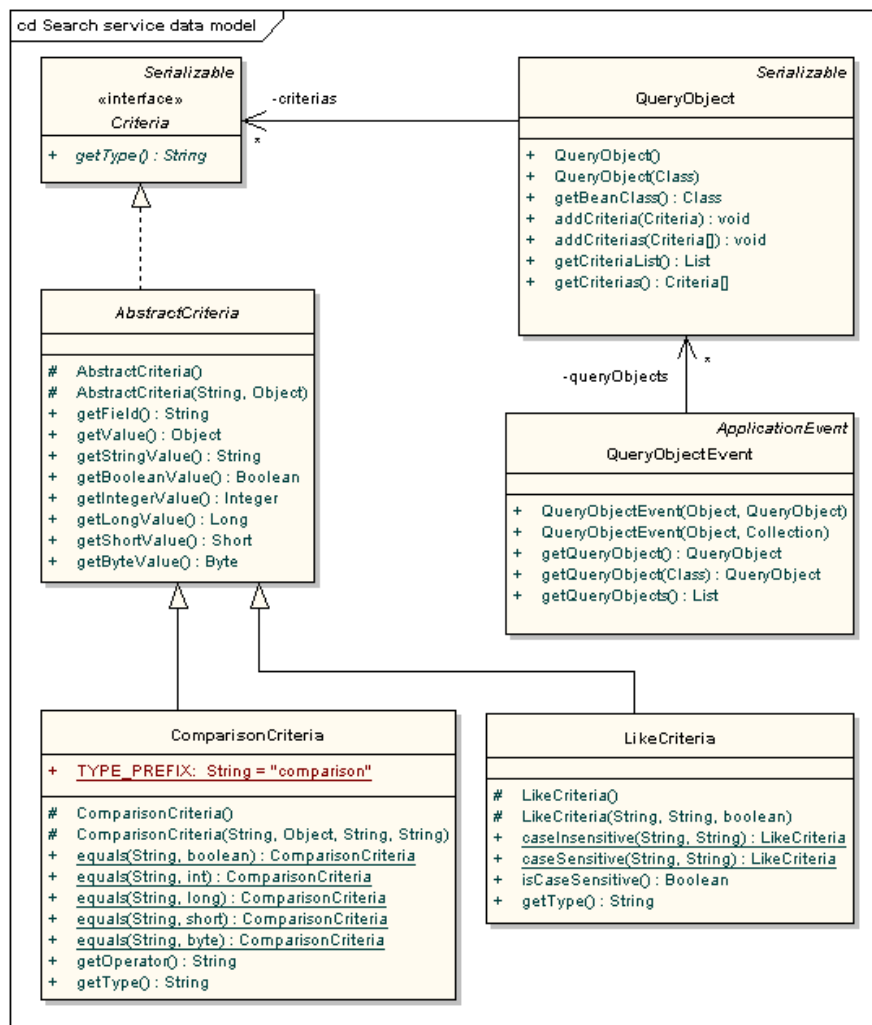 cd Search service data model
Serializable
«interface»
Criteria
+ getType() : String
-criterias
*
Serializable
QueryObject
+ QueryObject()
+ QueryObject(Class)
+ getBeanClass() : Class
+ addCriteria(Criteria) : void
+ addCriterias(Criteria[]) : void
+ getCriteriaList() : List
+ getCriterias() : Criteria[]
AbstractCriteria
# AbstractCriteria()
# AbstractCriteria(String, Object)
+ getField() : String
+ getValue() : Object
+ getStringValue() : String
+ getBooleanValue() : Boolean
+ getIntegerValue() : Integer
+ getLongValue() : Long
+ getShortValue() : Short
+ getByteValue() : Byte
*
-queryObjects
ApplicationEvent
QueryObjectEvent
+ QueryObjectEvent(Object, QueryObject)
+ QueryObjectEvent(Object, Collection)
+ getQueryObject() : QueryObject
+ getQueryObject(Class) : QueryObject
+ getQueryObjects() : List
ComparisonCriteria
+ TYPE_PREFIX: String = "comparison"
# ComparisonCriteria()
# ComparisonCriteria(String, Object, String, String)
+ equals(String, boolean) : ComparisonCriteria
+ equals(String, int) : ComparisonCriteria
+ equals(String, long) : ComparisonCriteria
+ equals(String, short) : ComparisonCriteria
+ equals(String, byte) : ComparisonCriteria
+ getOperator() : String
+ getType() : String
LikeCriteria
# LikeCriteria()
# LikeCriteria(String, String, boolean)
+ caseInsensitive(String, String) : LikeCriteria
+ caseSensitive(String, String) : LikeCriteria
+ isCaseSensitive() : Boolean
+ getType() : String